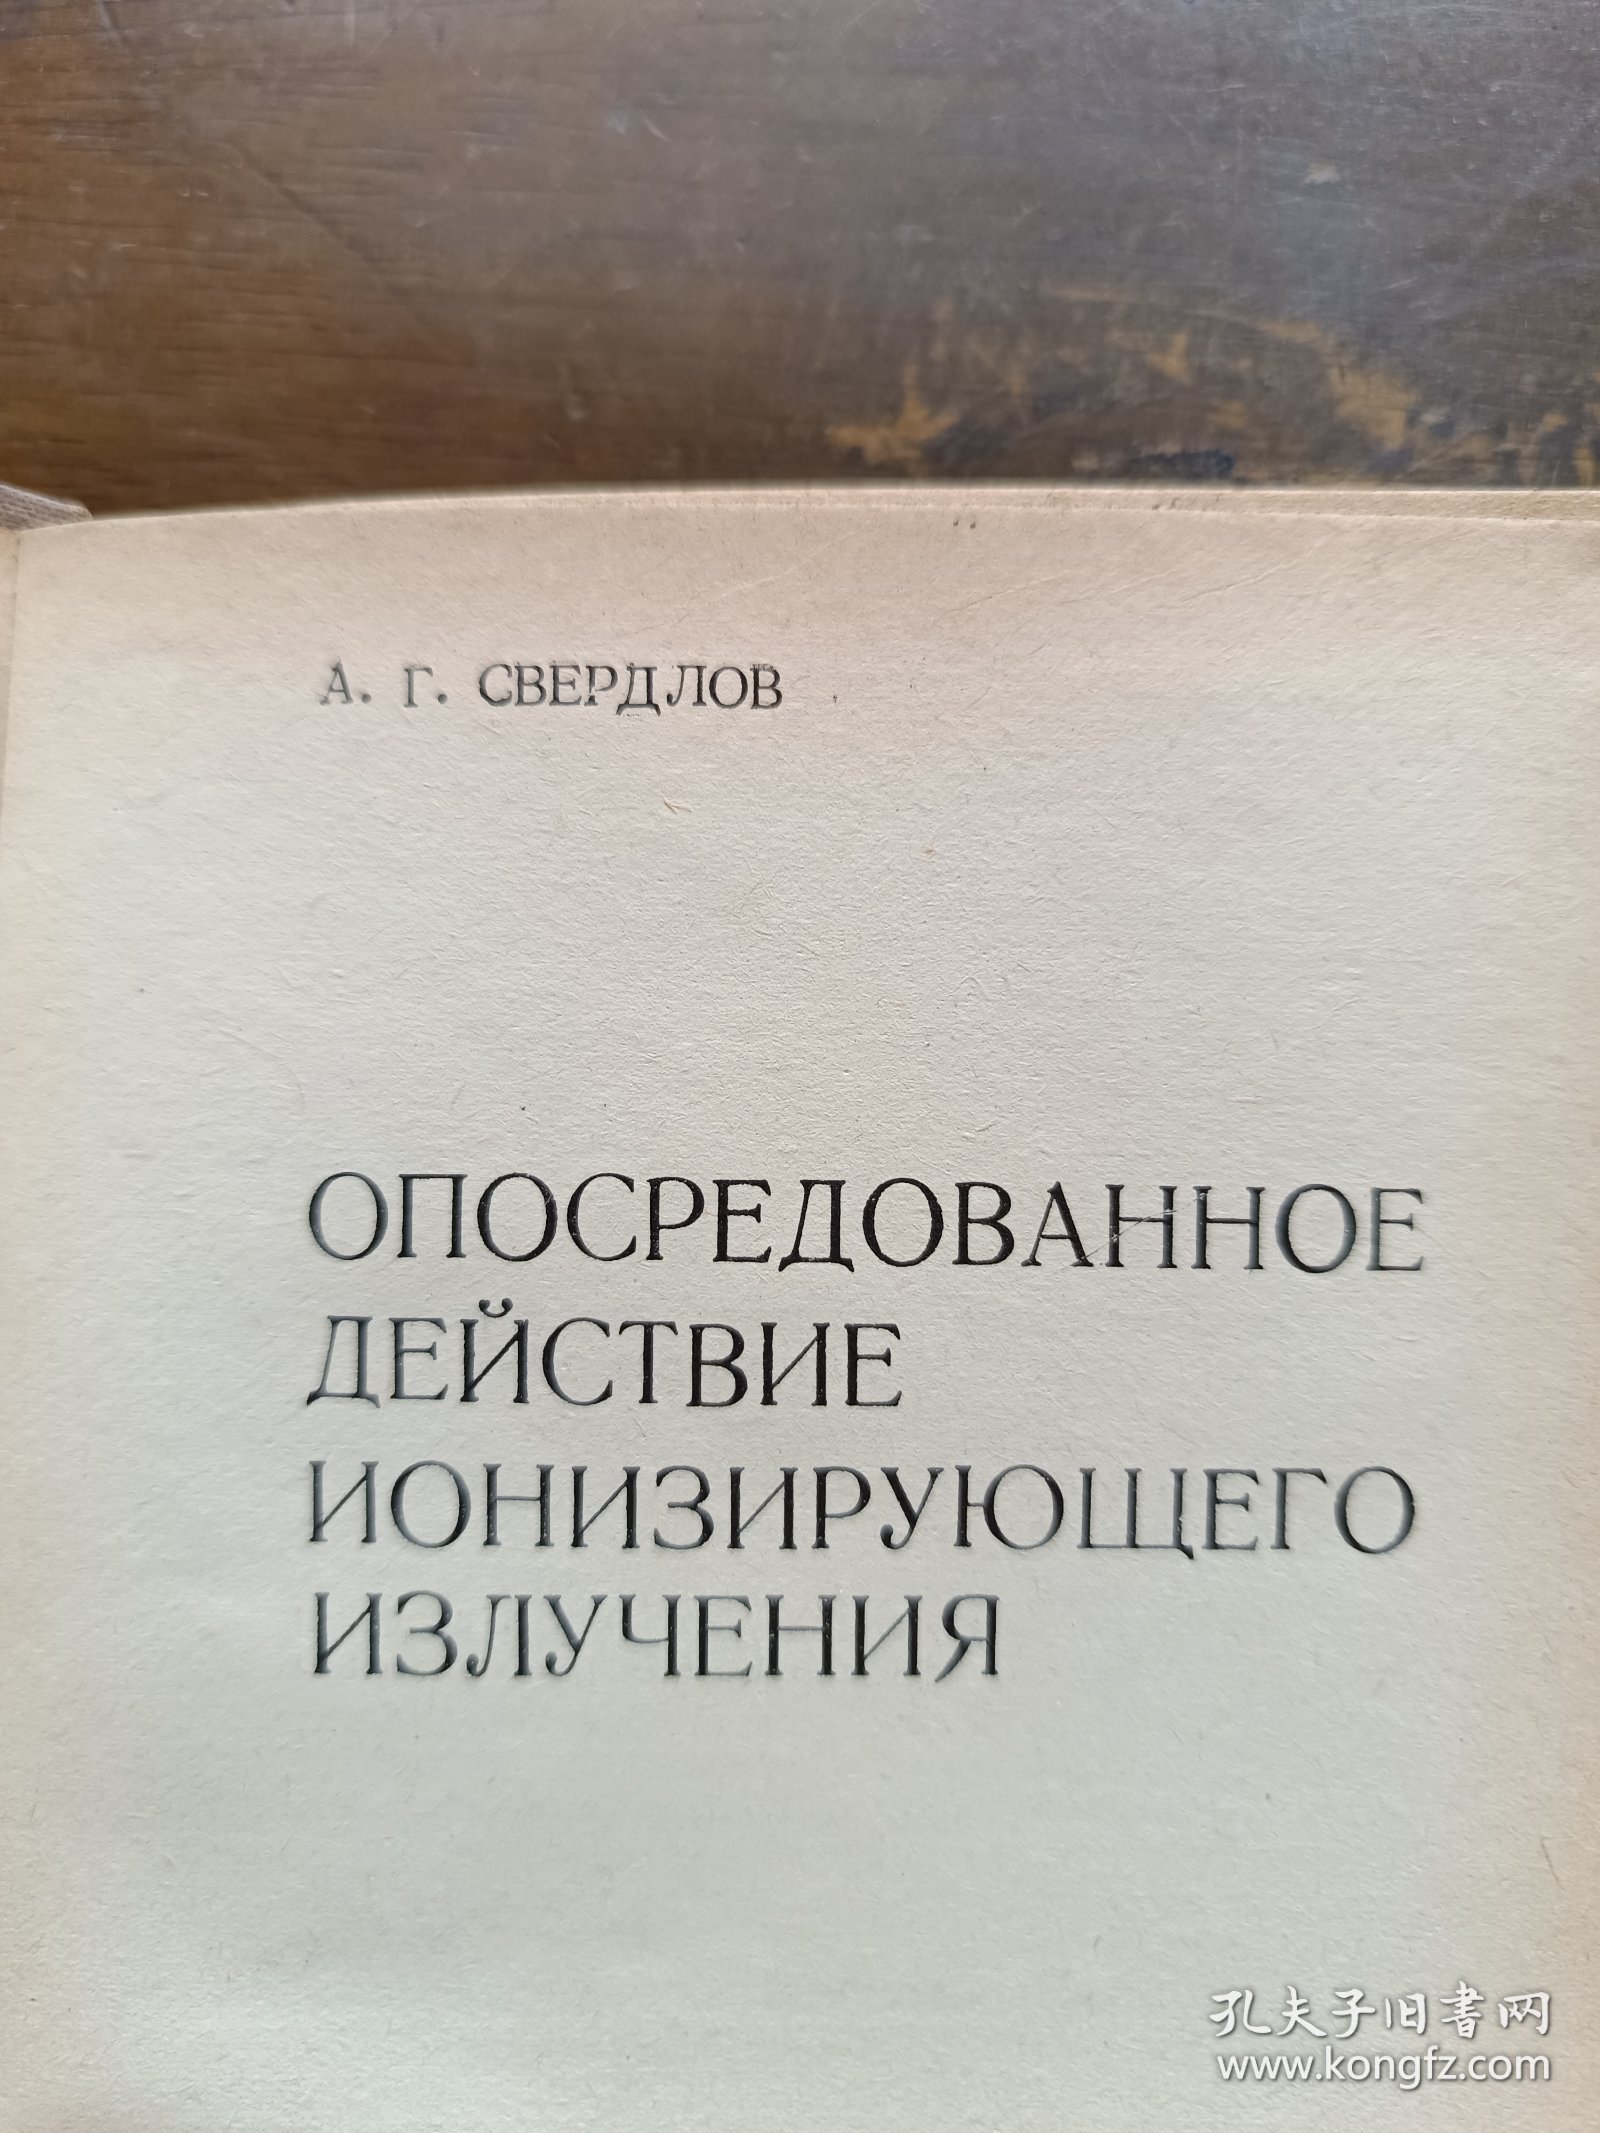 А. Г. СВЕРДЛОВ
ОПОСРЕДОВАННОЕ
ДЕЙСТВИЕ
ИОНИЗИРУЮЩЕГО
ИЗЛУЧЕНИЯ
孔夫子旧书网
www.kongfz.com